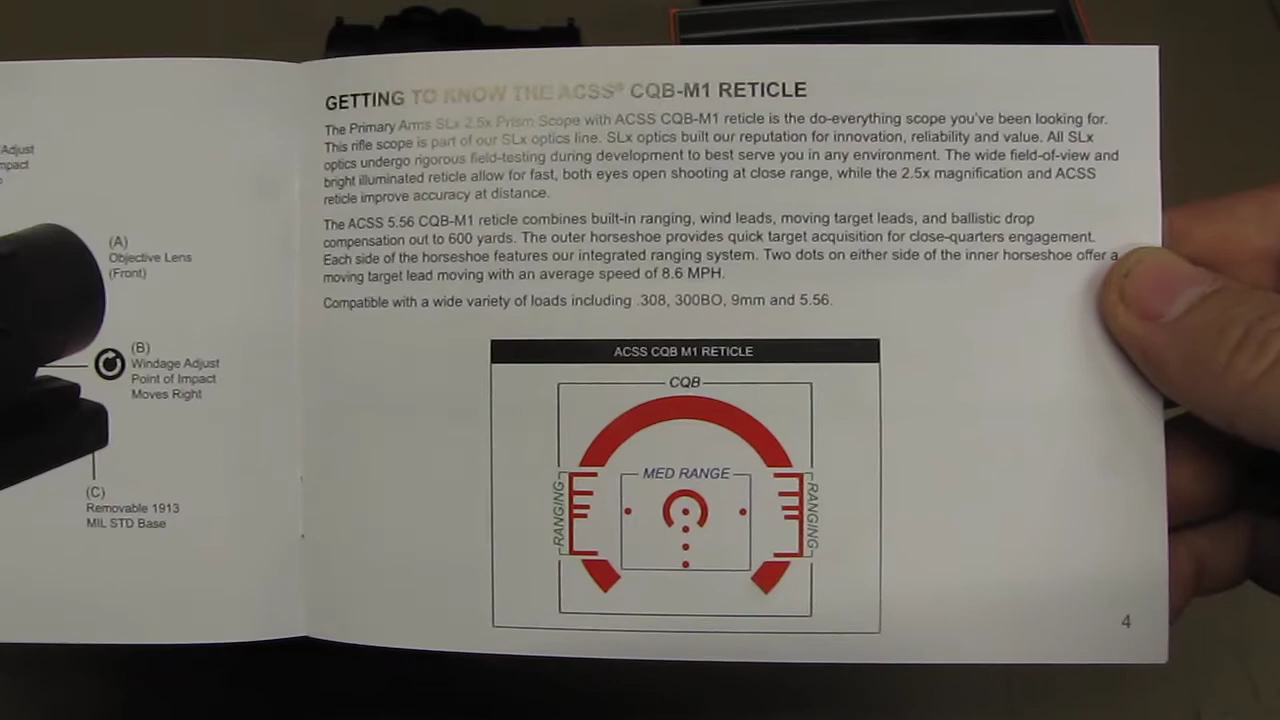 Adjust
mpact
(A)
Objective Lens
(Front)
(B)
Windage Adjust
Point of Impact
Moves Right
(C)
Removable 1913
MIL STD Base
GETTING TO KNOW THE ACSS® CQB-M1 RETICLE
The Primary Arms SLx 2.5x Prism Scope with ACSS CQB-M1 reticle is the do-everything scope you've been looking for.
This rifle scope is part of our SLx optics line. SLx optics built our reputation for innovation, reliability and value. All SLx
optics undergo rigorous field-testing during development to best serve you in any environment. The wide field-of-view and
bright illuminated reticle allow for fast, both eyes open shooting at close range, while the 2.5x magnification and ACSS
reticle improve accuracy at distance.
The ACSS 5.56 CQB-M1 reticle combines built-in ranging, wind leads, moving target leads, and ballistic drop
compensation out to 600 yards. The outer horseshoe provides quick target acquisition for close-quarters engagement.
Each side of the horseshoe features our integrated ranging system. Two dots on either side of the inner horseshoe offer a
moving target lead moving with an average speed of 8.6 MPH.
Compatible with a wide variety of loads including .308, 300BO, 9mm and 5.56.
ACSS CQB M1 RETICLE
CQB
MED RANGE
RANGING
RANGING
4